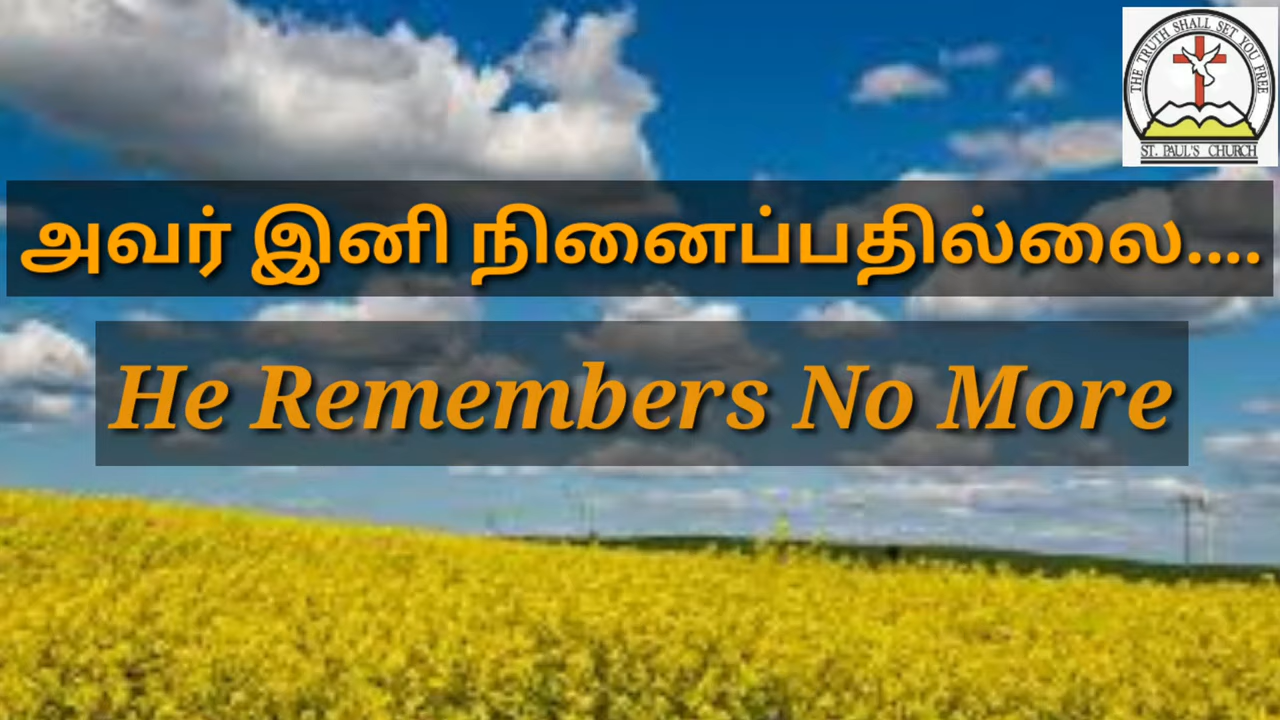 THE TRUTH SHALL SET YOU FREE
ST. PAUL'S CHURCH
அவர் இனி நினைப்பதில்லை....
He Remembers No More